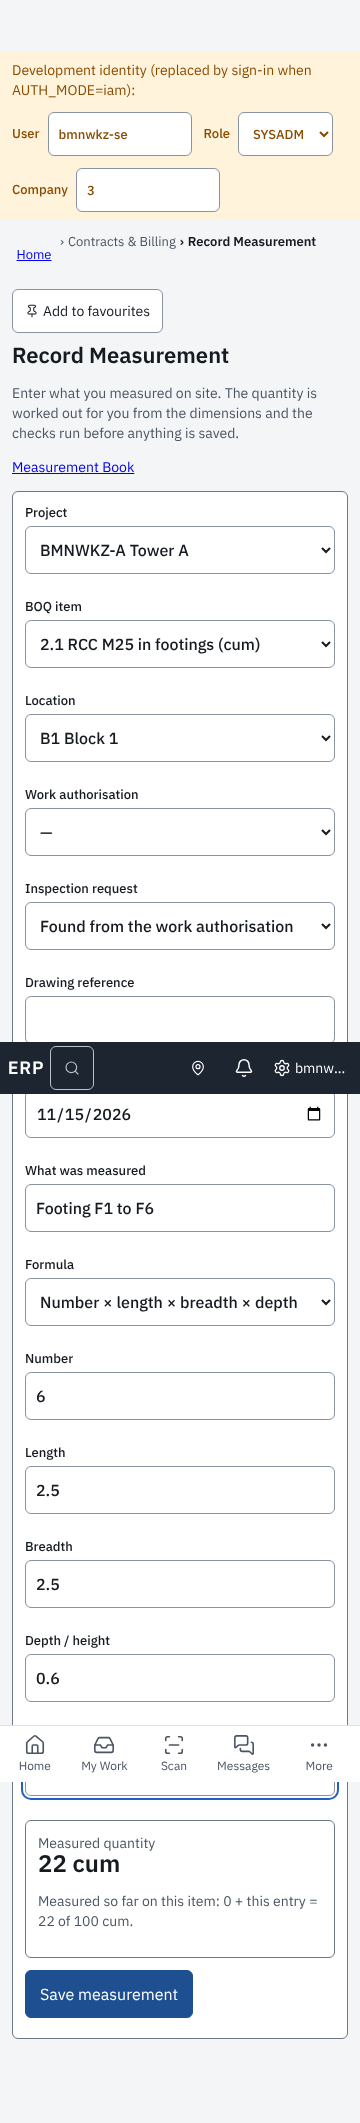 Development identity (replaced by sign-in when
AUTH_MODE=iam):
User bmnwkz-se Role SYSADM
Company 3
Home › Contracts & Billing › Record Measurement
Add to favourites
Record Measurement
Enter what you measured on site. The quantity is
worked out for you from the dimensions and the
checks run before anything is saved.
Measurement Book
Project
BMNWKZ-A Tower A
BOQ item
2.1 RCC M25 in footings (cum)
Location
B1 Block 1
Work authorisation
—
Inspection request
Found from the work authorisation
Drawing reference
ERP bmnw...
11/15/2026
What was measured
Footing F1 to F6
Formula
Number × length × breadth × depth
Number
6
Length
2.5
Breadth
2.5
Depth / height
0.6
Home My Work Scan Messages More
Measured quantity
22 cum
Measured so far on this item: 0 + this entry =
22 of 100 cum.
Save measurement